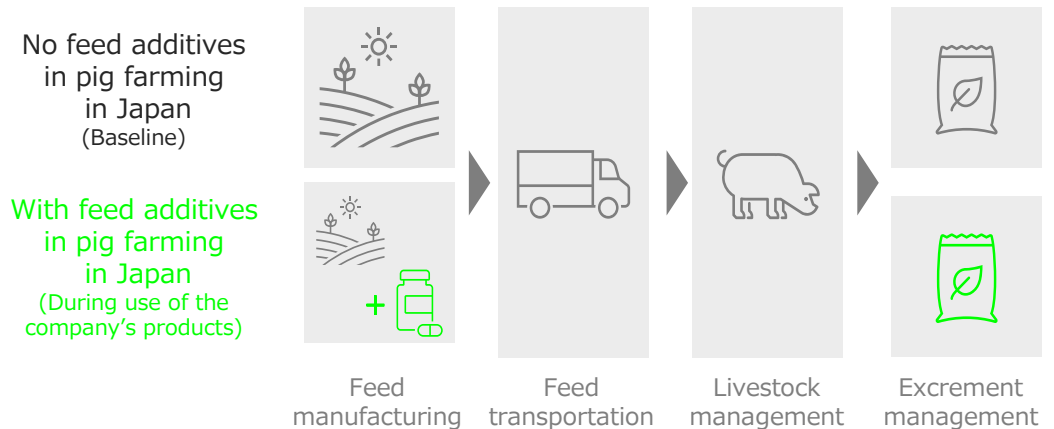 No feed additives
in pig farming
in Japan
(Baseline)
With feed additives
in pig farming
in Japan
(During use of the
company’s products)
+
Feed
manufacturing
Feed
transportation
Livestock
management
Excrement
management